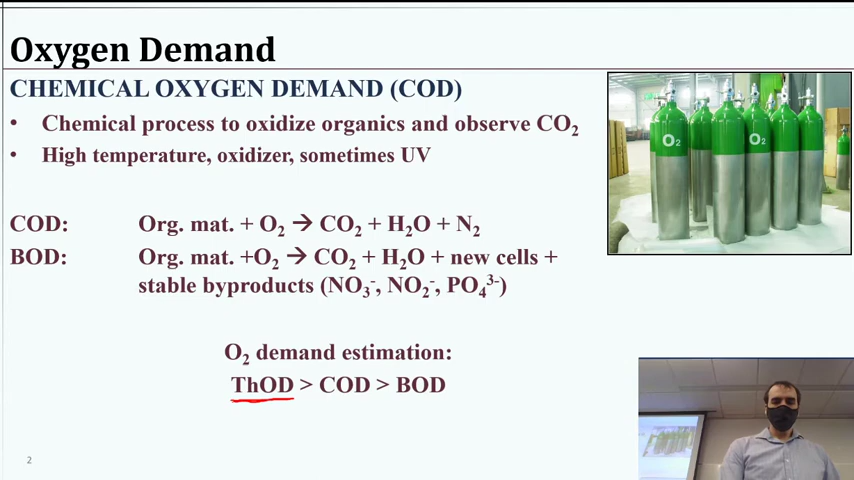 Oxygen Demand
CHEMICAL OXYGEN DEMAND (COD)
• Chemical process to oxidize organics and observe CO₂
• High temperature, oxidizer, sometimes UV
O₂ O₂
COD: Org. mat. + O₂ → CO₂ + H₂O + N₂
BOD: Org. mat. +O₂ → CO₂ + H₂O + new cells +
stable byproducts (NO₃⁻, NO₂⁻, PO₄³⁻)
O₂ demand estimation:
ThOD > COD > BOD
2